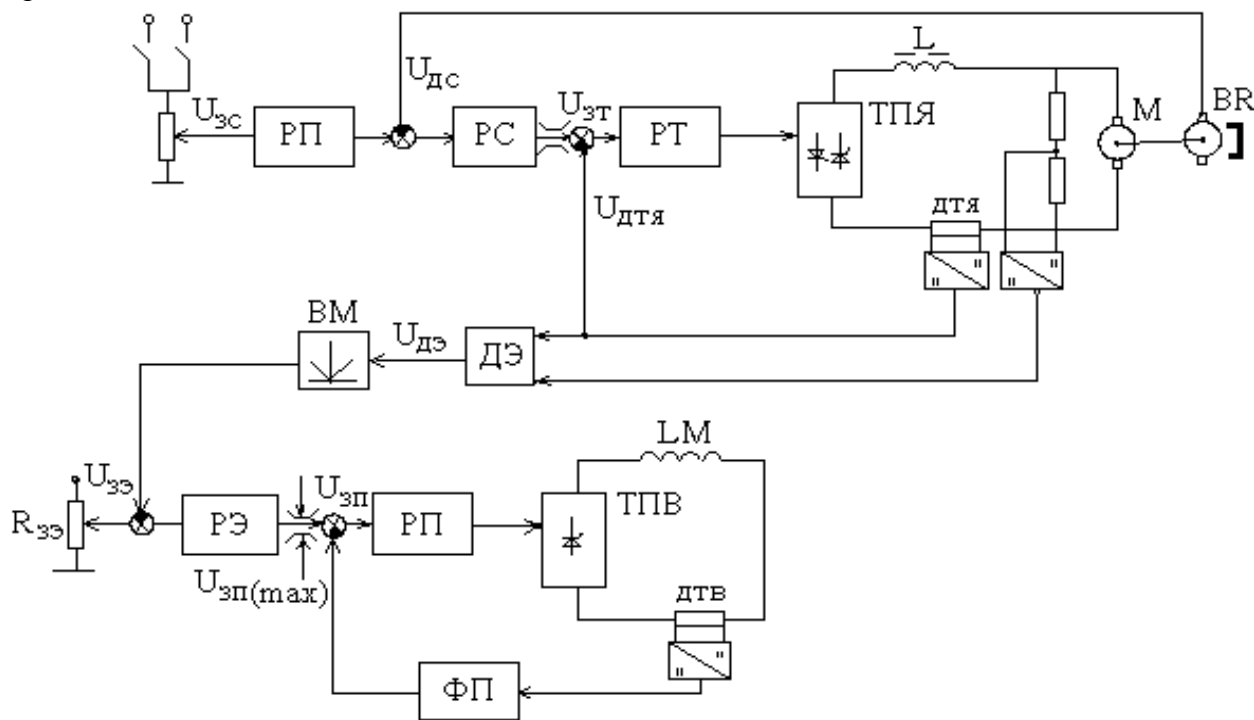 L
U_ДС
U_ЗС
U_ЗТ
РП
РС
РТ
ТПЯ
М
BR
U_ДТЯ
дтя
ВМ
U_ДЭ
ДЭ
LM
U_ЗЭ
U_ЗП
R_ЗЭ
РЭ
РП
ТПВ
U_ЗП(max)
дтв
ФП